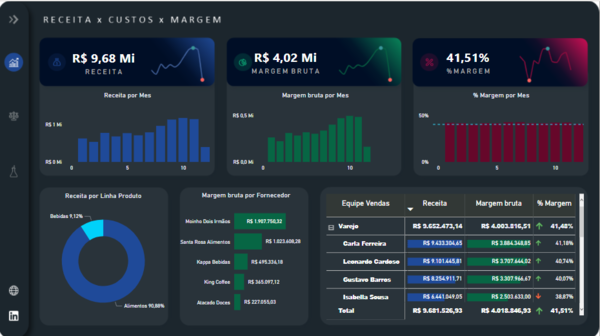 RECEITA x CUSTOS x MARGEM
R$ 9,68 Mi
RECEITA
R$ 4,02 Mi
MARGEM BRUTA
41,51%
%MARGEM
Receita por Mes
R$ 1 Mi
R$ 0 Mi
0 5 10
Margem bruta por Mes
R$ 0,5 Mi
R$ 0,0 Mi
0 5 10
% Margem por Mes
50%
0%
0 5 10
Receita por Linha Produto
Bebidas 9,12%
Alimentos 90,88%
Margem bruta por Fornecedor
Moinho Dois Irmãos R$ 1.907.750,32
Santa Rosa Alimentos R$ 1.023.608,28
Kappa Bebidas R$ 495.336,18
King Coffee R$ 365.097,12
Atacado Doces R$ 227.055,03
Equipe Vendas Receita Margem bruta % Margem
Varejo R$ 9.652.473,14 R$ 4.003.816,51 41,48%
Carla Ferreira R$ 9.433.304,65 R$ 3.884.348,85 41,18%
Leonardo Cardoso R$ 9.101.445,81 R$ 3.707.644,02 40,74%
Gustavo Barros R$ 8.254.911,71 R$ 3.307.966,67 40,07%
Isabella Sousa R$ 6.441.049,05 R$ 2.503.633,00 38,87%
Total R$ 9.681.526,93 R$ 4.018.846,93 41,51%